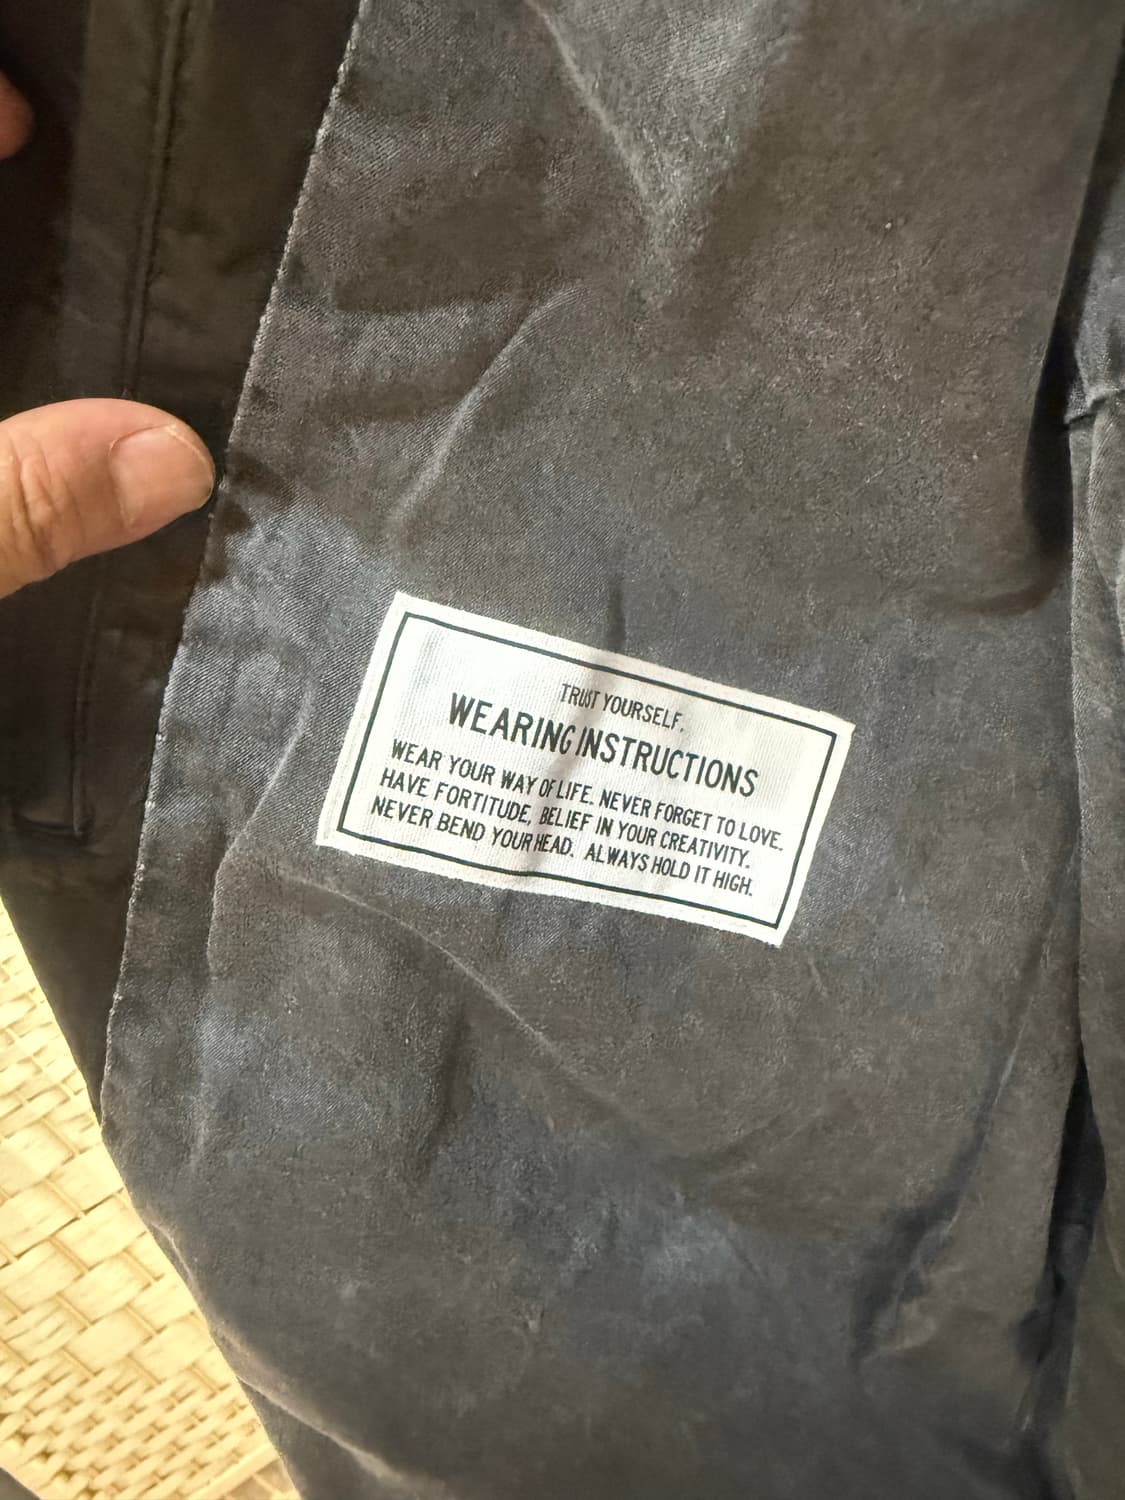 TRUST YOURSELF.
WEARING INSTRUCTIONS
WEAR YOUR WAY OF LIFE. NEVER FORGET TO LOVE.
HAVE FORTITUDE, BELIEF IN YOUR CREATIVITY.
NEVER BEND YOUR HEAD. ALWAYS HOLD IT HIGH.